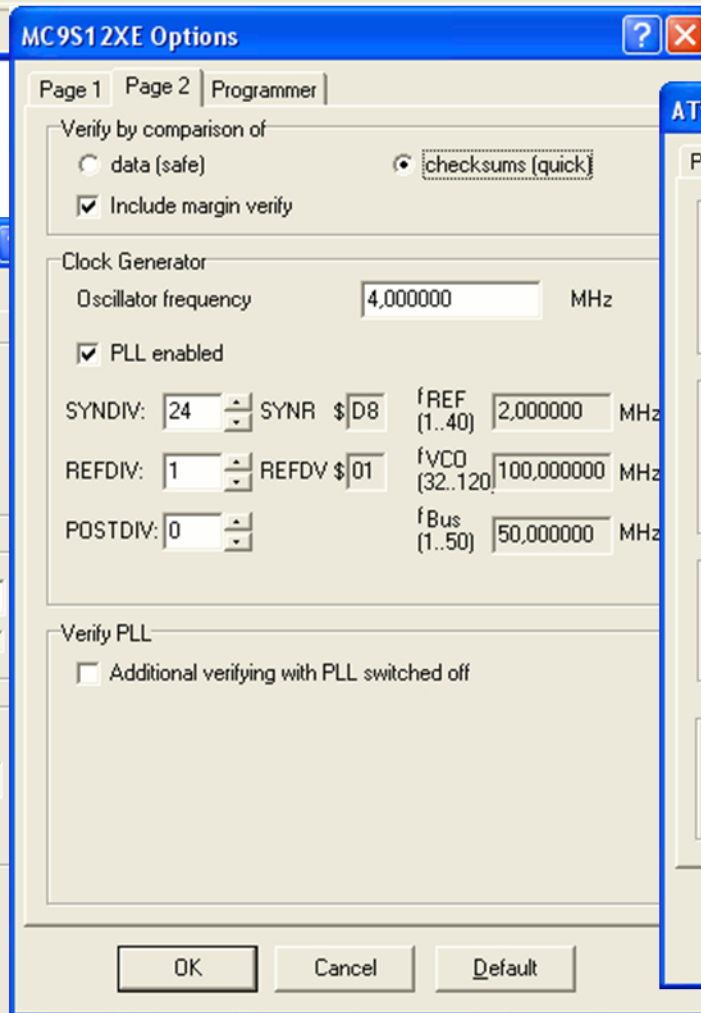 MC9S12XE Options
Page 1 Page 2 Programmer
Verify by comparison of
data (safe) checksums (quick)
Include margin verify
Clock Generator
Oscillator frequency 4,000000 MHz
PLL enabled
SYNDIV: 24 SYNR $ D8 fREF (1..40) 2,000000 MHz
REFDIV: 1 REFDV $ 01 fVCO (32..120 100,000000 MHz
POSTDIV: 0 fBus (1..50) 50,000000 MHz
Verify PLL
Additional verifying with PLL switched off
OK Cancel Default
AT
P